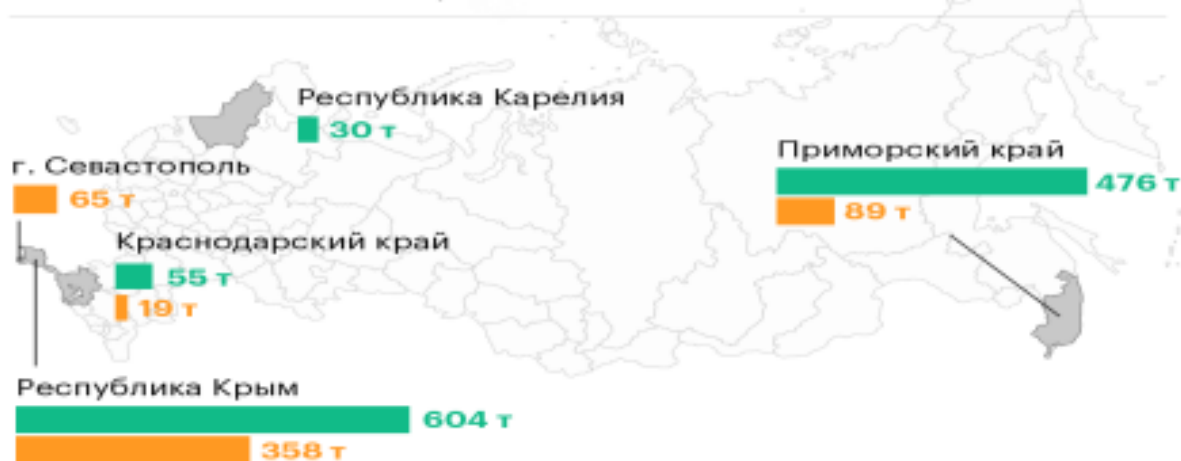 Республика Карелия
30 т
г. Севастополь
65 т
Приморский край
476 т
89 т
Краснодарский край
55 т
19 т
Республика Крым
604 т
358 т